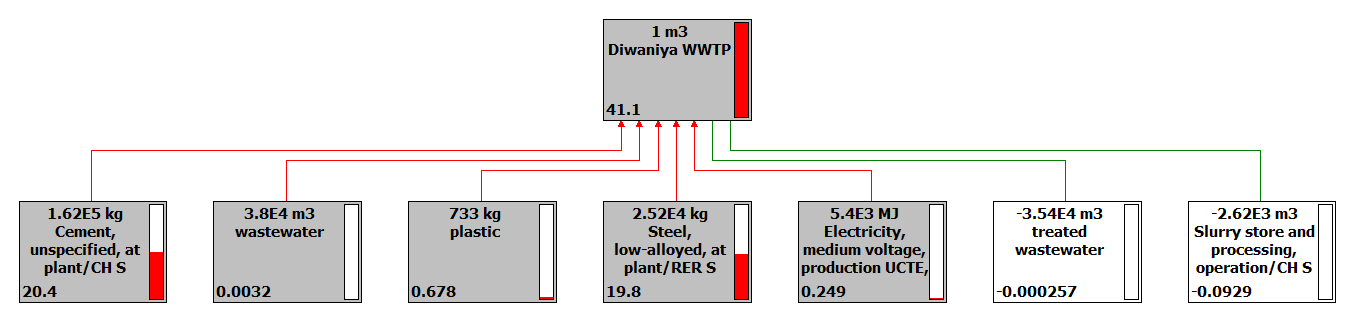 1 m3
Diwaniya WWTP
41.1
1.62E5 kg
Cement,
unspecified, at
plant/CH S
20.4
3.8E4 m3
wastewater
0.0032
733 kg
plastic
0.678
2.52E4 kg
Steel,
low-alloyed, at
plant/RER S
19.8
5.4E3 MJ
Electricity,
medium voltage,
production UCTE,
0.249
-3.54E4 m3
treated
wastewater
-0.000257
-2.62E3 m3
Slurry store and
processing,
operation/CH S
-0.0929